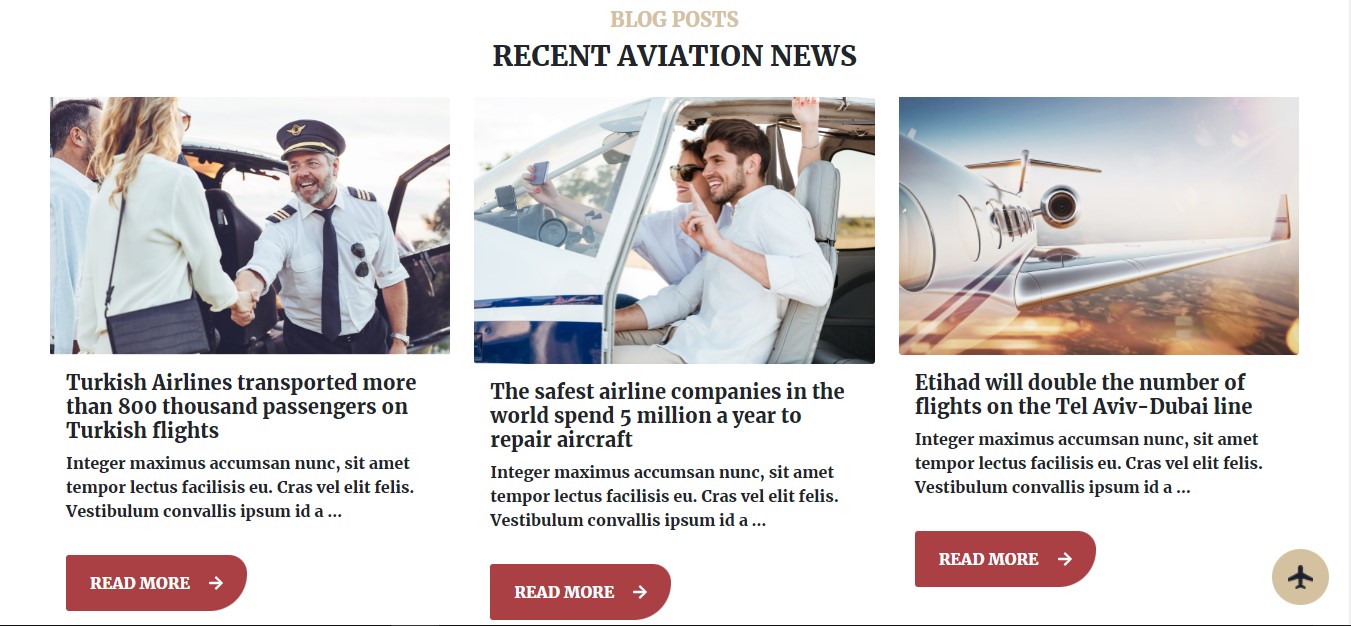 BLOG POSTS
RECENT AVIATION NEWS
Turkish Airlines transported more
than 800 thousand passengers on
Turkish flights
Integer maximus accumsan nunc, sit amet
tempor lectus facilisis eu. Cras vel elit felis.
Vestibulum convallis ipsum id a ...
READ MORE
The safest airline companies in the
world spend 5 million a year to
repair aircraft
Integer maximus accumsan nunc, sit amet
tempor lectus facilisis eu. Cras vel elit felis.
Vestibulum convallis ipsum id a ...
READ MORE
Etihad will double the number of
flights on the Tel Aviv-Dubai line
Integer maximus accumsan nunc, sit amet
tempor lectus facilisis eu. Cras vel elit felis.
Vestibulum convallis ipsum id a ...
READ MORE